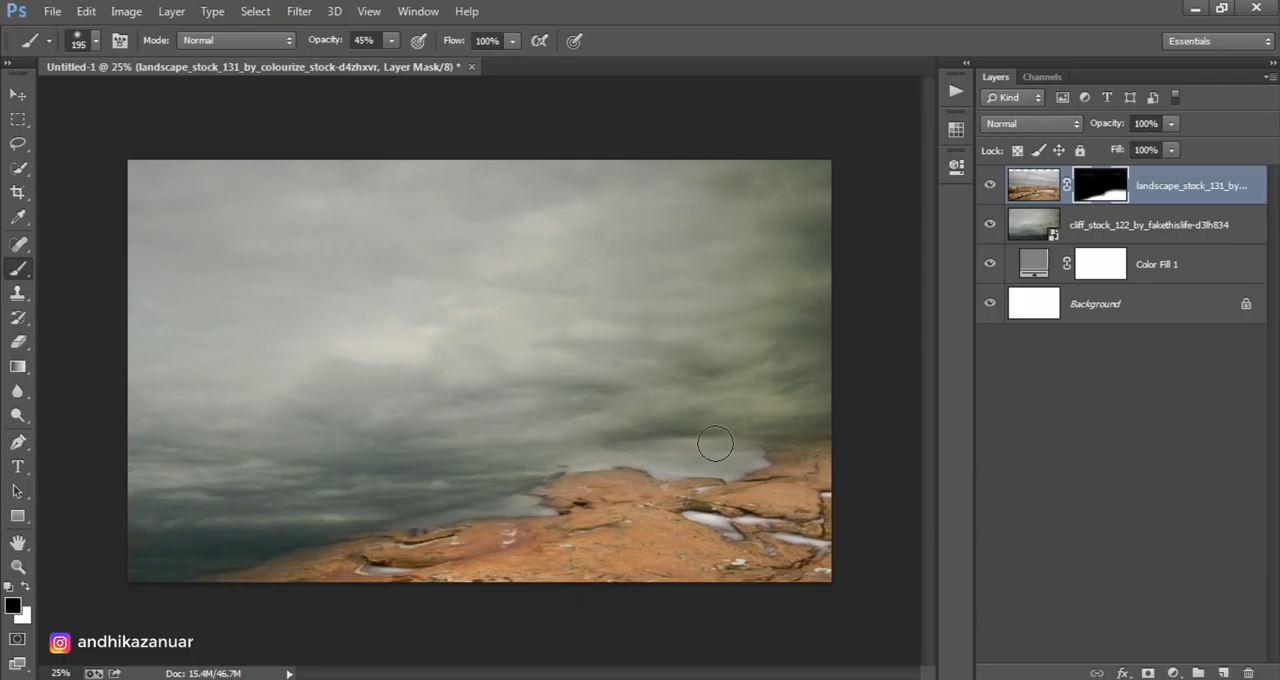 Ps File Edit Image Layer Type Select Filter 3D View Window Help
195 Mode: Normal Opacity: 45% Flow: 100% Essentials
Untitled-1 @ 25% (landscape_stock_131_by_colourize_stock-d4zhxvr, Layer Mask/8) *
Layers Channels
Kind
Normal Opacity: 100%
Lock: Fill: 100%
landscape_stock_131_by...
cliff_stock_122_by_fakethislife-d3lh834
Color Fill 1
Background
andhikazanuar
25% Doc: 15.4M/46.7M